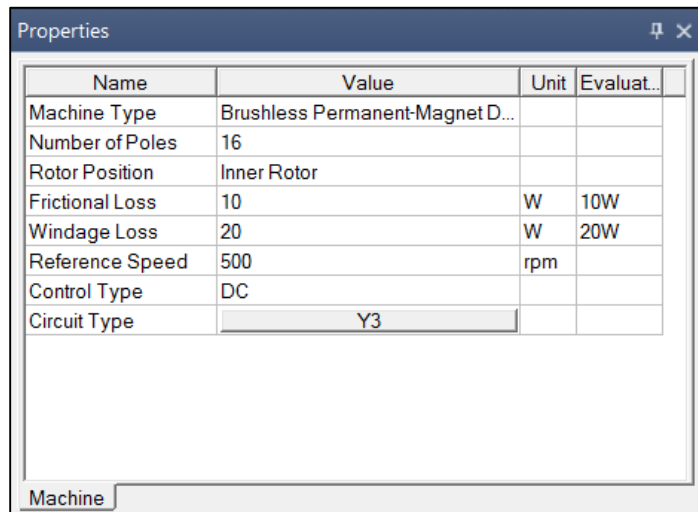 Properties
Name Value Unit Evaluat...
Machine Type Brushless Permanent-Magnet D...
Number of Poles 16
Rotor Position Inner Rotor
Frictional Loss 10 W 10W
Windage Loss 20 W 20W
Reference Speed 500 rpm
Control Type DC
Circuit Type Y3
Machine